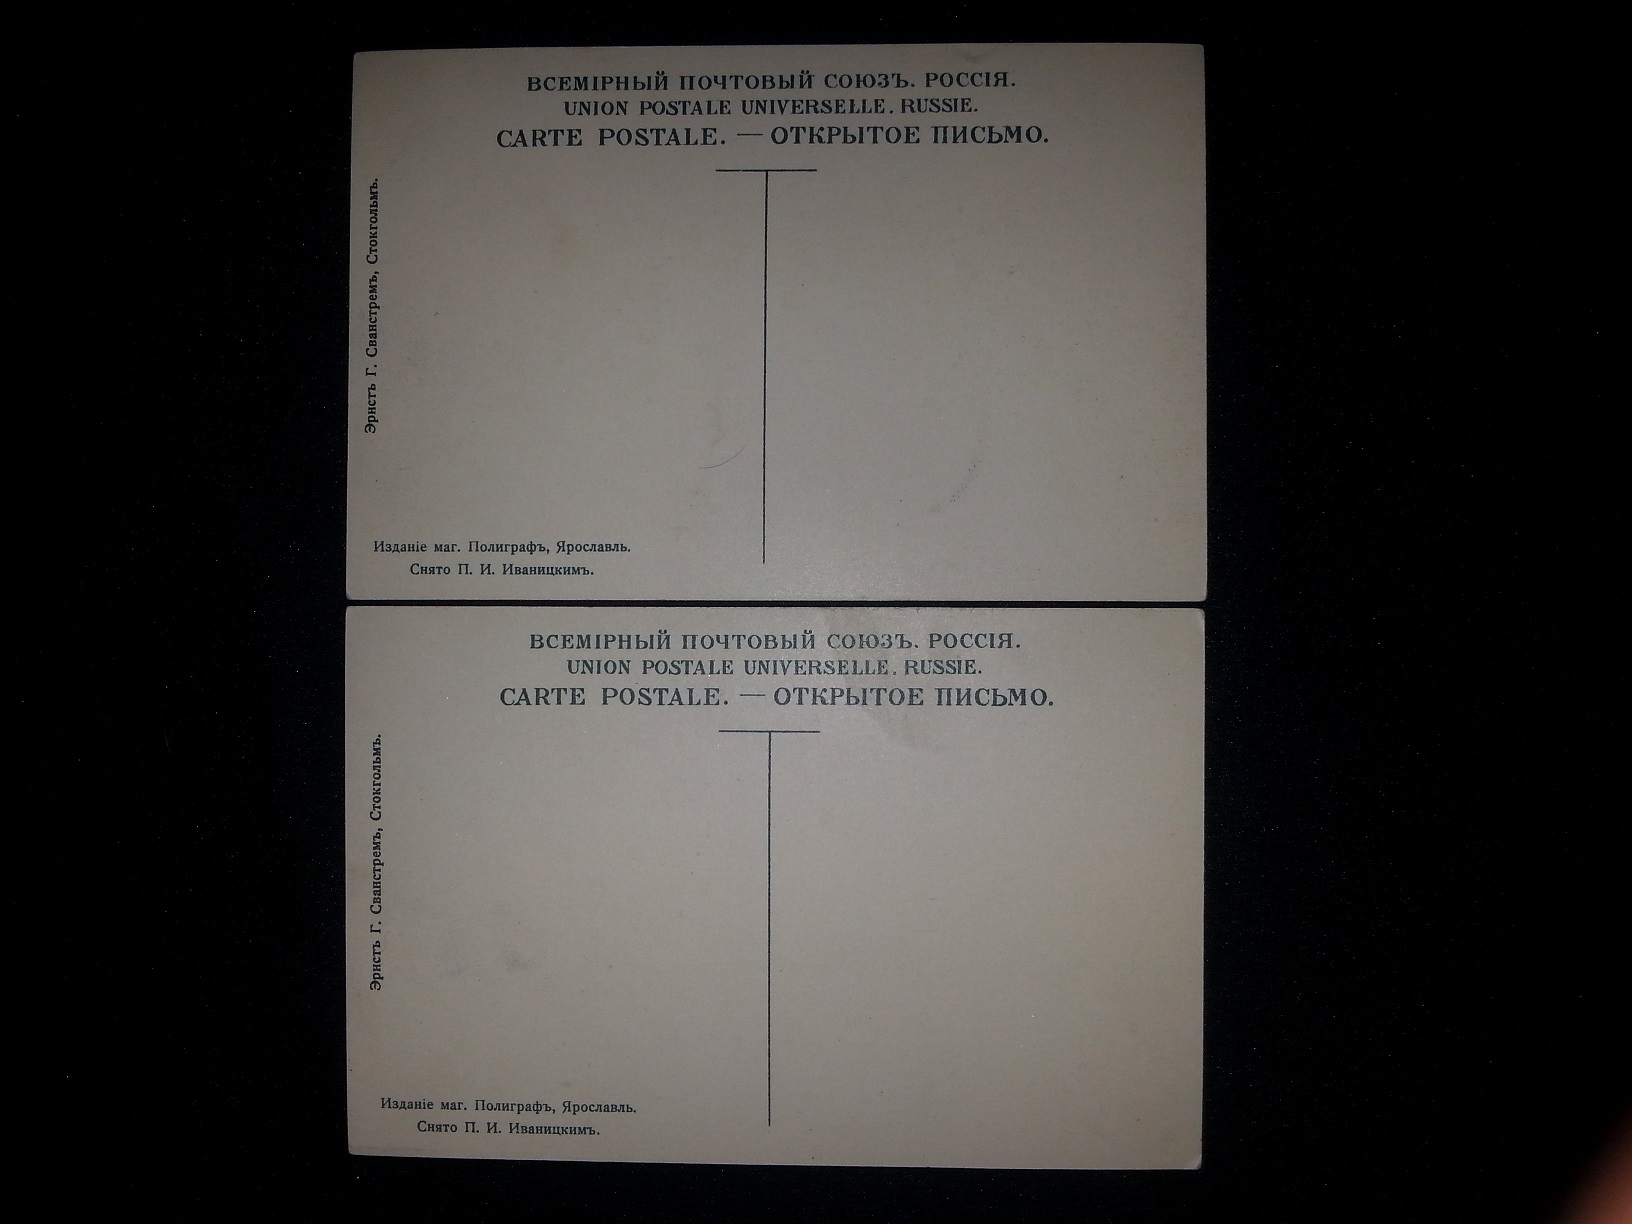 ВСЕМІРНЫЙ ПОЧТОВЫЙ СОЮЗЪ. РОССІЯ.
UNION POSTALE UNIVERSELLE. RUSSIE.
CARTE POSTALE. — ОТКРЫТОЕ ПИСЬМО.
Эрнстъ Г. Сванстремъ, Стокгольмъ.
Изданіе маг. Полиграфъ, Ярославль.
Снято П. И. Иваницкимъ.
ВСЕМІРНЫЙ ПОЧТОВЫЙ СОЮЗЪ. РОССІЯ.
UNION POSTALE UNIVERSELLE. RUSSIE.
CARTE POSTALE. — ОТКРЫТОЕ ПИСЬМО.
Эрнстъ Г. Сванстремъ, Стокгольмъ.
Изданіе маг. Полиграфъ, Ярославль.
Снято П. И. Иваницкимъ.